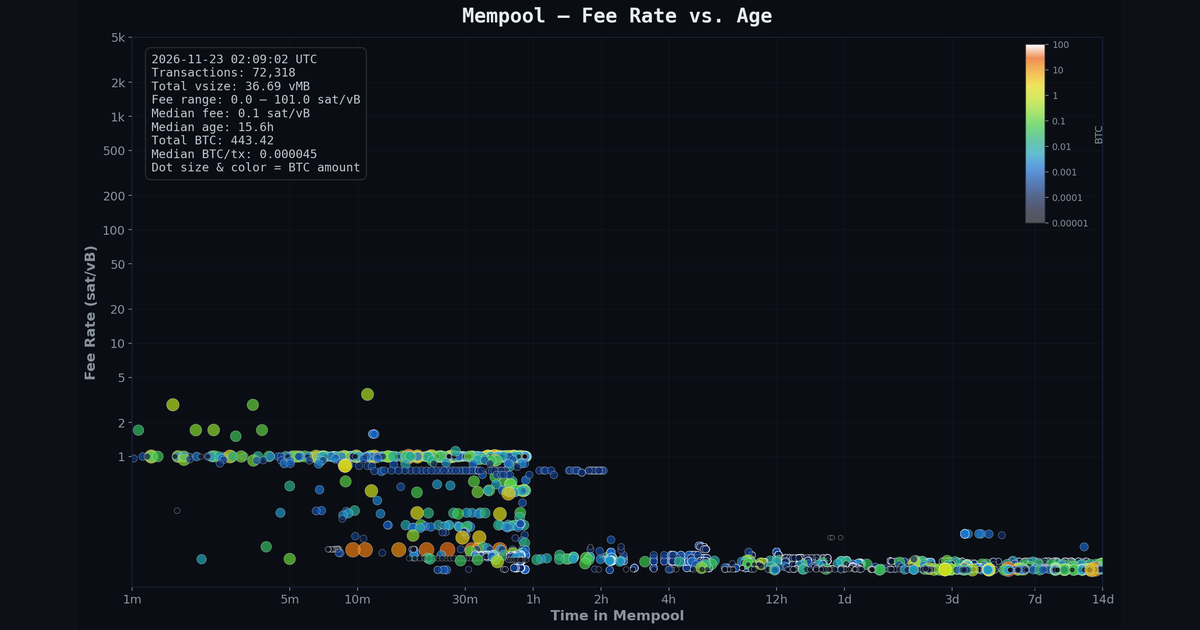 Mempool — Fee Rate vs. Age
2026-11-23 02:09:02 UTC
Transactions: 72,318
Total vsize: 36.69 vMB
Fee range: 0.0 — 101.0 sat/vB
Median fee: 0.1 sat/vB
Median age: 15.6h
Total BTC: 443.42
Median BTC/tx: 0.000045
Dot size & color = BTC amount
100
10
1
0.1
0.01
0.001
0.0001
0.00001
BTC
Fee Rate (sat/vB)
5k
2k
1k
500
200
100
50
20
10
5
2
1
1m
5m
10m
30m
1h
2h
4h
12h
1d
3d
7d
14d
Time in Mempool